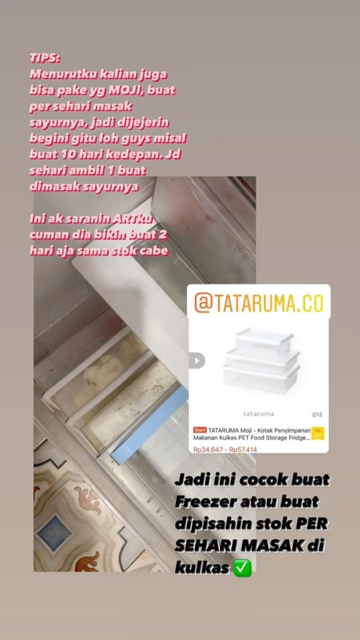 TIPS:
Menurutku kalian juga
bisa pake yg MOJI, buat
per sehari masak
sayurnya, jadi dijejerin
begini gitu loh guys misal
buat 10 hari kedepan. Jd
sehari ambil 1 buat
dimasak sayurnya
Ini ak saranin ARTku
cuman dia bikin buat 2
hari aja sama stok cabe
@TATARUMA.CO
tataruma
2/13
TATARUMA Moji - Kotak Penyimpanan
Makanan Kulkas PET Food Storage Fridge...
Rp34.647 - Rp57.414
Jadi ini cocok buat
Freezer atau buat
dipisahin stok PER
SEHARI MASAK di
kulkas ✅